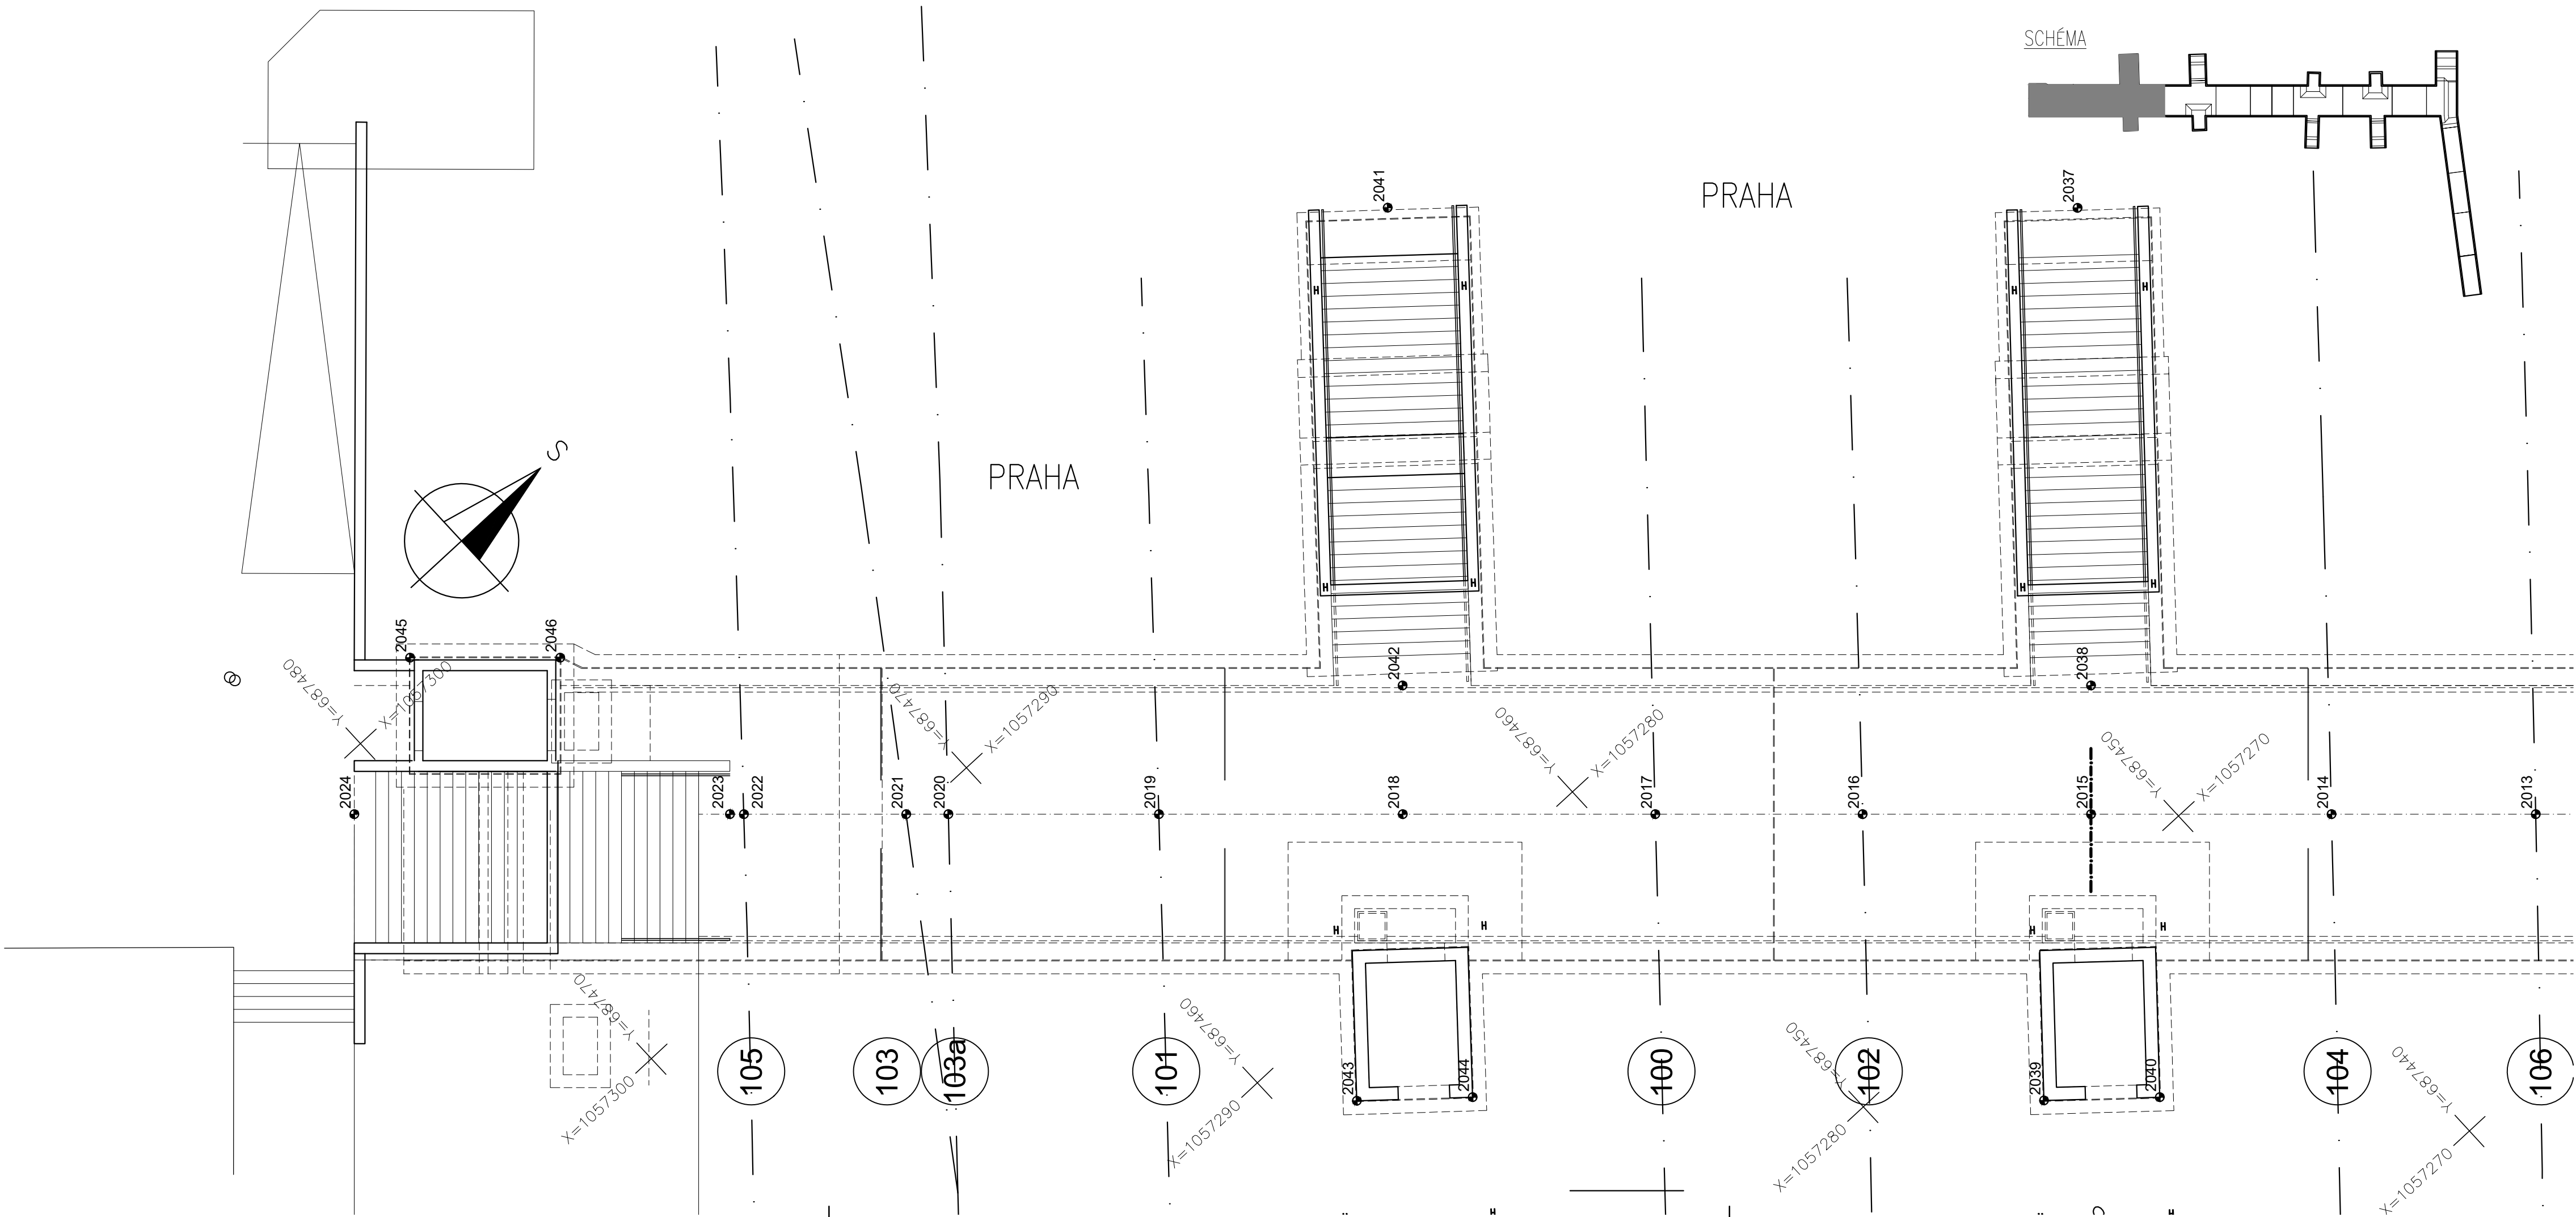 SCHÉMA
2041
PRAHA
2037
S
PRAHA
2045
2046
2042
2038
Y=687480
X=1057300
Y=687470
X=1057290
Y=687460
X=1057280
Y=687450
X=1057270
2024
2023
2022
2021
2020
2019
2018
2017
2016
2015
2014
2013
H
H
H
H
H
H
H
H
H
H
H
H
Y=687470
X=1057300
Y=687460
X=1057290
Y=687450
X=1057280
Y=687440
X=1057270
105
103
103a
101
2043
2044
100
102
2039
2040
104
106
H
H